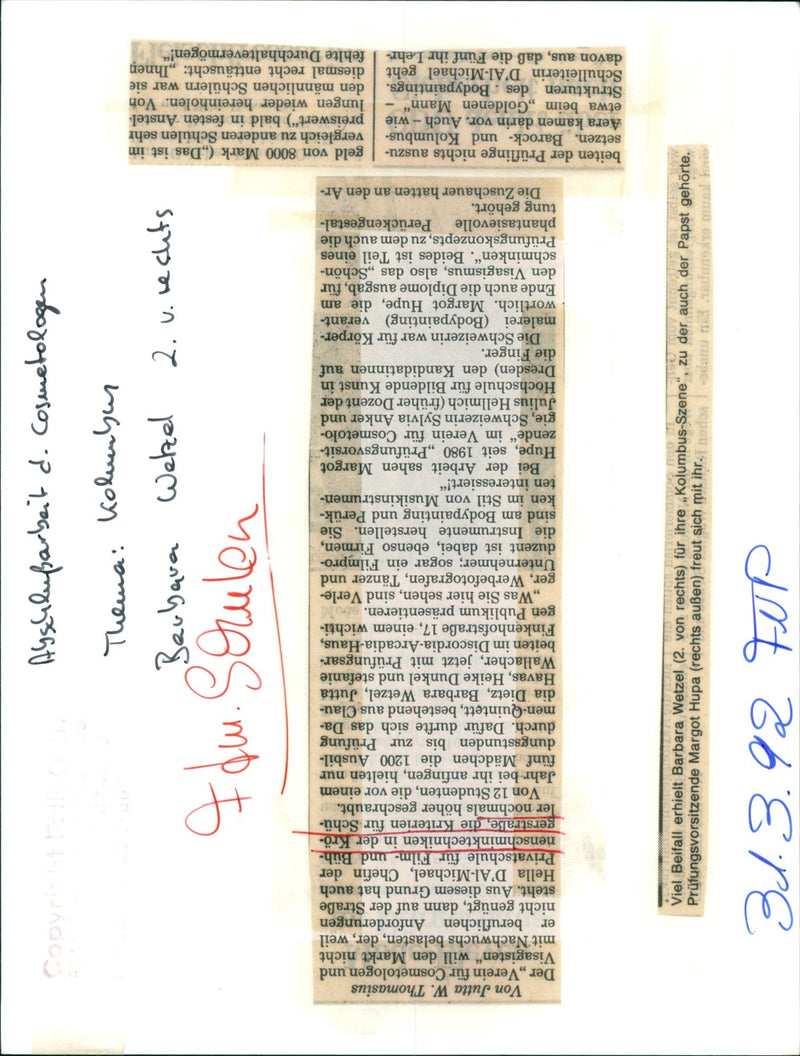 Abschlußarbeit d. Cosmetologen
Thema: Kolumbus
Barbara Wetzel 2. v. rechts
Von Jutta W. Thomasius
Der „Verein für Cosmetologen und
Visagisten“ will den Markt nicht
mit Nachwuchs belasten, der, weil
er beruflichen Anforderungen
nicht genügt, dann auf der Straße
steht. Aus diesem Grund hat auch
Hella D'Al-Michael, Chefin der
Privatschule für Film- und Büh-
nenschminktechniken in der Krö-
gerstraße, die Kriterien für Schü-
ler nochmals höher geschraubt.
Von 12 Studenten, die vor einem
Jahr bei ihr anfingen, hielten nur
fünf Mädchen die 1200 Ausbil-
dungsstunden bis zur Prüfung
durch. Dafür durfte sich das Da-
men-Quintett, bestehend aus Clau-
dia Dietz, Barbara Wetzel, Jutta
Havas, Heike Dunkel und stefanie
Wallacher, jetzt mit Prüfungsar-
beiten im Discordia-Arcadia-Haus,
Finkenhofstraße 17, einem wichti-
gen Publikum präsentieren.
„Was Sie hier sehen, sind Verle-
ger, Werbefotografen, Tänzer und
Unternehmer; sogar ein Filmpro-
duzent ist dabei, ebenso Firmen,
die Instrumente herstellen. Sie
sind am Bodypainting und Perük-
ken im Stil von Musikinstrumen-
ten interessiert!“
Bei der Arbeit sahen Margot
Hupe, seit 1980 „Prüfungsvorsit-
zende“ im Verein für Cosmetolo-
gie, Schweizerin Sylvia Anker und
Julius Hellmich (früher Dozent der
Hochschule für Bildende Kunst in
Dresden) den Kandidatinnen auf
die Finger.
Die Schweizerin war für Körper-
malerei (Bodypainting) verant-
wortlich. Margot Hupe, die am
Ende auch die Diplome ausgab, für
den Visagismus, also das „Schön-
schminken“. Beides ist Teil eines
Prüfungskonzepts, zu dem auch die
phantasievolle Perückengestal-
tung gehört.
Die Zuschauer hatten an den Ar-
beiten der Prüflinge nichts auszu-
setzen. Barock- und Kolumbus-
Aera kamen darin vor. Auch – wie
etwa beim „Goldenen Mann“ –
Strukturen des Bodypaintings.
Schulleiterin D'Al-Michael geht
davon aus, daß die Fünf ihr Lehr-
geld von 8000 Mark („Das ist im
vergleich zu anderen Schulen sehr
preiswert“) bald in festen Anstel-
lungen wieder hereinholen. Von
den männlichen Schülern war sie
diesmal recht enttäuscht: „Ihnen
fehlte Durchhaltevermögen!“
Viel Beifall erhielt Barbara Wetzel (2. von rechts) für ihre „Kolumbus-Szene“, zu der auch der Papst gehörte.
Prüfungsvorsitzende Margot Hupa (rechts außen) freut sich mit ihr.
31.3.92 FNP